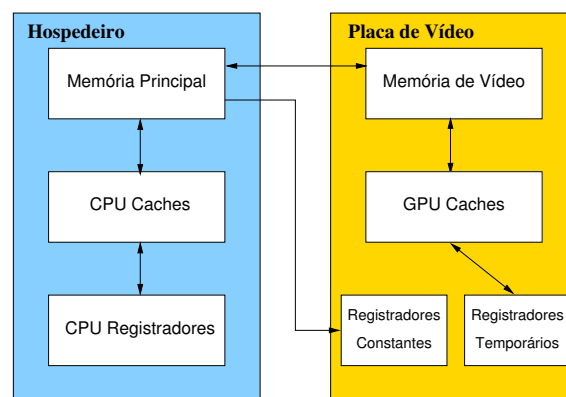 Hospedeiro
Memória Principal
CPU Caches
CPU Registradores
Placa de Vídeo
Memória de Vídeo
GPU Caches
Registradores
Constantes
Registradores
Temporários